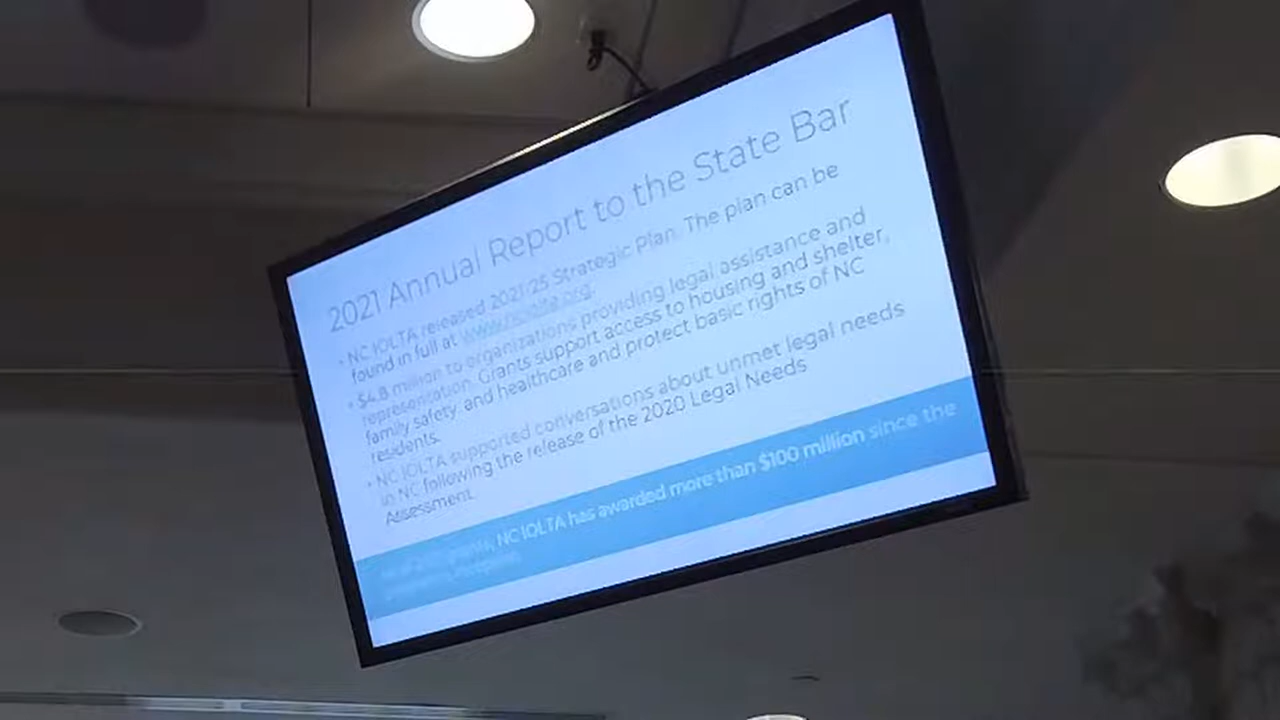 2021 Annual Report to the State Bar
• NC IOLTA released 2021-25 Strategic Plan. The plan can be
found in full at www.nciolta.org.
• $4.8 million to organizations providing legal assistance and
representation. Grants support access to housing and shelter,
family safety, and healthcare and protect basic rights of NC
residents.
• NC IOLTA supported conversations about unmet legal needs
in NC following the release of the 2020 Legal Needs
Assessment.
NC IOLTA has awarded more than $100 million since the